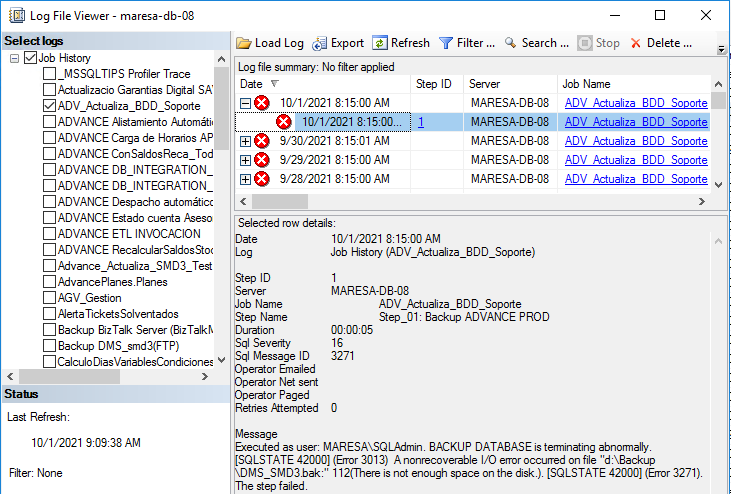 Log File Viewer - maresa-db-08
Select logs
Job History
_MSSQLTIPS Profiler Trace
Actualizacio Garantias Digital SA
ADV_Actualiza_BDD_Soporte
ADVANCE Alistamiento Automátic
ADVANCE Carga de Horarios AP
ADVANCE ConSaldosReca_Tod
ADVANCE DB_INTEGRATION_
ADVANCE DB_INTEGRATION_
ADVANCE Despacho automático
ADVANCE Estado cuenta Aseso
ADVANCE ETL INVOCACION
ADVANCE RecalcularSaldosStoc
Advance_Actualiza_SMD3_Test
AdvancePlanes.Planes
AGV_Gestion
AlertaTicketsSolventados
Backup BizTalk Server (BizTalkM
Backup DMS_smd3(FTP)
CalculoDiasVariablesCondiciones
Status
Last Refresh:
10/1/2021 9:09:38 AM
Filter: None
Load Log Export Refresh Filter ... Search ... Stop Delete ...
Log file summary: No filter applied
Date Step ID Server Job Name
10/1/2021 8:15:00 AM MARESA-DB-08 ADV_Actualiza_BDD_Soporte
10/1/2021 8:15:00... 1 MARESA-DB-08 ADV_Actualiza_BDD_Soporte
9/30/2021 8:15:01 AM MARESA-DB-08 ADV_Actualiza_BDD_Soporte
9/29/2021 8:15:00 AM MARESA-DB-08 ADV_Actualiza_BDD_Soporte
9/28/2021 8:15:00 AM MARESA-DB-08 ADV_Actualiza_BDD_Soporte
Selected row details:
Date 10/1/2021 8:15:00 AM
Log Job History (ADV_Actualiza_BDD_Soporte)
Step ID 1
Server MARESA-DB-08
Job Name ADV_Actualiza_BDD_Soporte
Step Name Step_01: Backup ADVANCE PROD
Duration 00:00:05
Sql Severity 16
Sql Message ID 3271
Operator Emailed
Operator Net sent
Operator Paged
Retries Attempted 0
Message
Executed as user: MARESA\SQLAdmin. BACKUP DATABASE is terminating abnormally.
[SQLSTATE 42000] (Error 3013) A nonrecoverable I/O error occurred on file "d:\Backup
\DMS_SMD3.bak:" 112(There is not enough space on the disk.). [SQLSTATE 42000] (Error 3271).
The step failed.